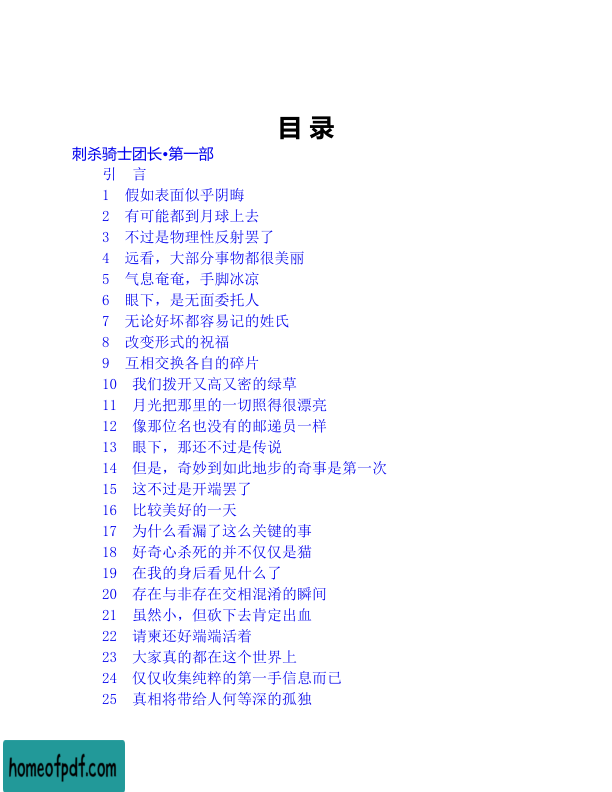 目 录
刺杀骑士团长•第一部
引 言
1 假如表面似乎阴晦
2 有可能都到月球上去
3 不过是物理性反射罢了
4 远看，大部分事物都很美丽
5 气息奄奄，手脚冰凉
6 眼下，是无面委托人
7 无论好坏都容易记的姓氏
8 改变形式的祝福
9 互相交换各自的碎片
10 我们拨开又高又密的绿草
11 月光把那里的一切照得很漂亮
12 像那位名也没有的邮递员一样
13 眼下，那还不过是传说
14 但是，奇妙到如此地步的奇事是第一次
15 这不过是开端罢了
16 比较美好的一天
17 为什么看漏了这么关键的事
18 好奇心杀死的并不仅仅是猫
19 在我的身后看见什么了
20 存在与非存在交相混淆的瞬间
21 虽然小，但砍下去肯定出血
22 请柬还好端端活着
23 大家真的都在这个世界上
24 仅仅收集纯粹的第一手信息而已
25 真相将带给人何等深的孤独
homeofpdf.com